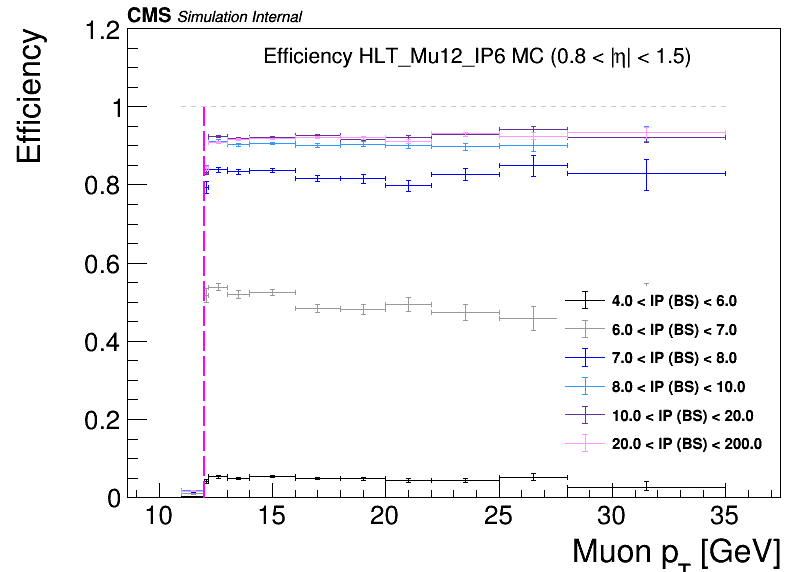 CMS Simulation Internal
Efficiency HLT_Mu12_IP6 MC (0.8 < |η| < 1.5)
Efficiency
1.2
1
0.8
0.6
0.4
0.2
0
4.0 < IP (BS) < 6.0
6.0 < IP (BS) < 7.0
7.0 < IP (BS) < 8.0
8.0 < IP (BS) < 10.0
10.0 < IP (BS) < 20.0
20.0 < IP (BS) < 200.0
10 15 20 25 30 35
Muon p_T [GeV]